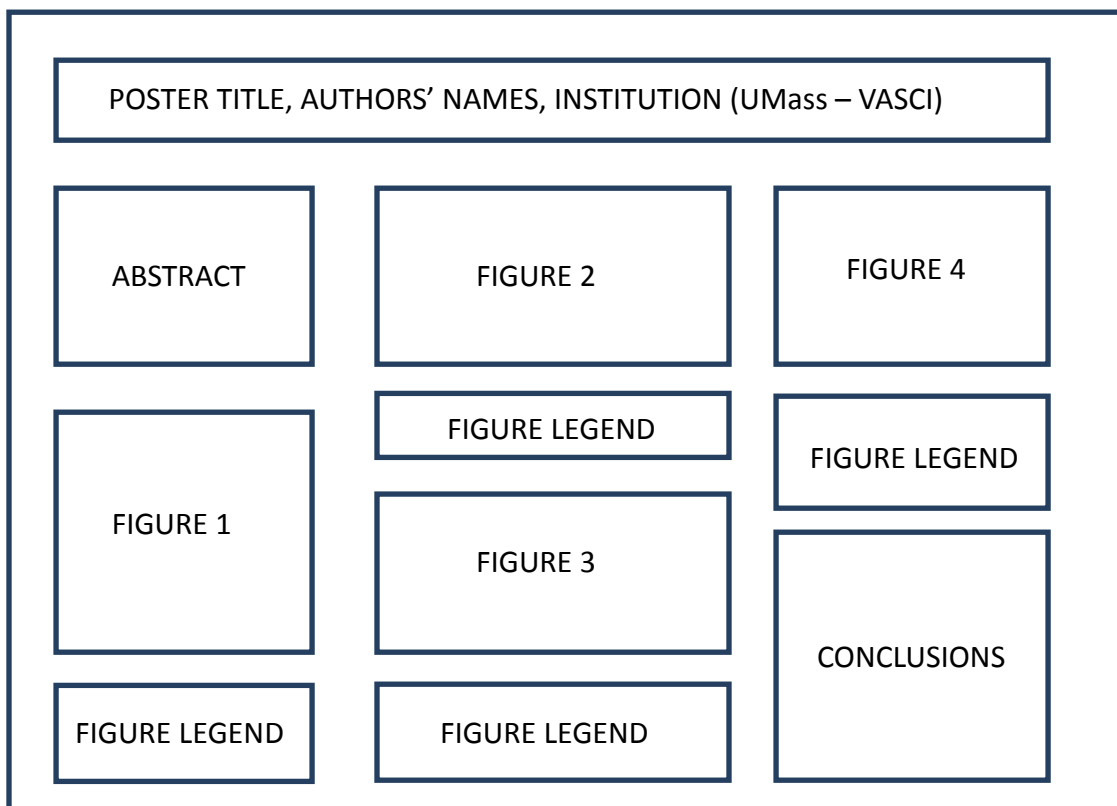 POSTER TITLE, AUTHORS’ NAMES, INSTITUTION (UMass – VASCI)
ABSTRACT
FIGURE 1
FIGURE LEGEND
FIGURE 2
FIGURE LEGEND
FIGURE 3
FIGURE LEGEND
FIGURE 4
FIGURE LEGEND
CONCLUSIONS